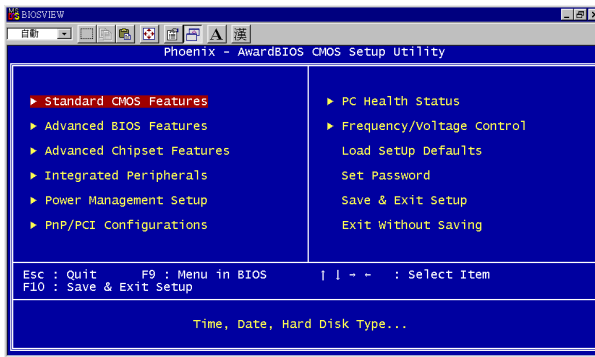 BIOSVIEW
自動
A 漢
Phoenix - AwardBIOS CMOS Setup Utility
▶ Standard CMOS Features
▶ Advanced BIOS Features
▶ Advanced Chipset Features
▶ Integrated Peripherals
▶ Power Management Setup
▶ PnP/PCI Configurations
▶ PC Health Status
▶ Frequency/Voltage Control
Load SetUp Defaults
Set Password
Save & Exit Setup
Exit Without Saving
Esc : Quit F9 : Menu in BIOS ↑ ↓ → ← : Select Item
F10 : Save & Exit Setup
Time, Date, Hard Disk Type...